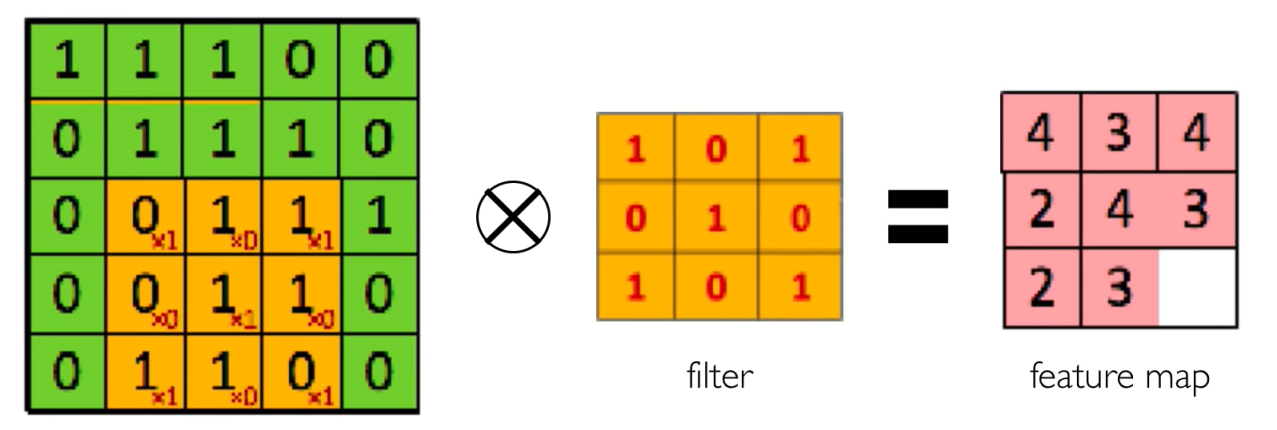 1 1 1 0 0
0 1 1 1 0
0 0×1 1×0 1×1 1
0 0×0 1×1 1×0 0
0 1×1 1×0 0×1 0
1 0 1
0 1 0
1 0 1
filter
=
4 3 4
2 4 3
2 3
feature map